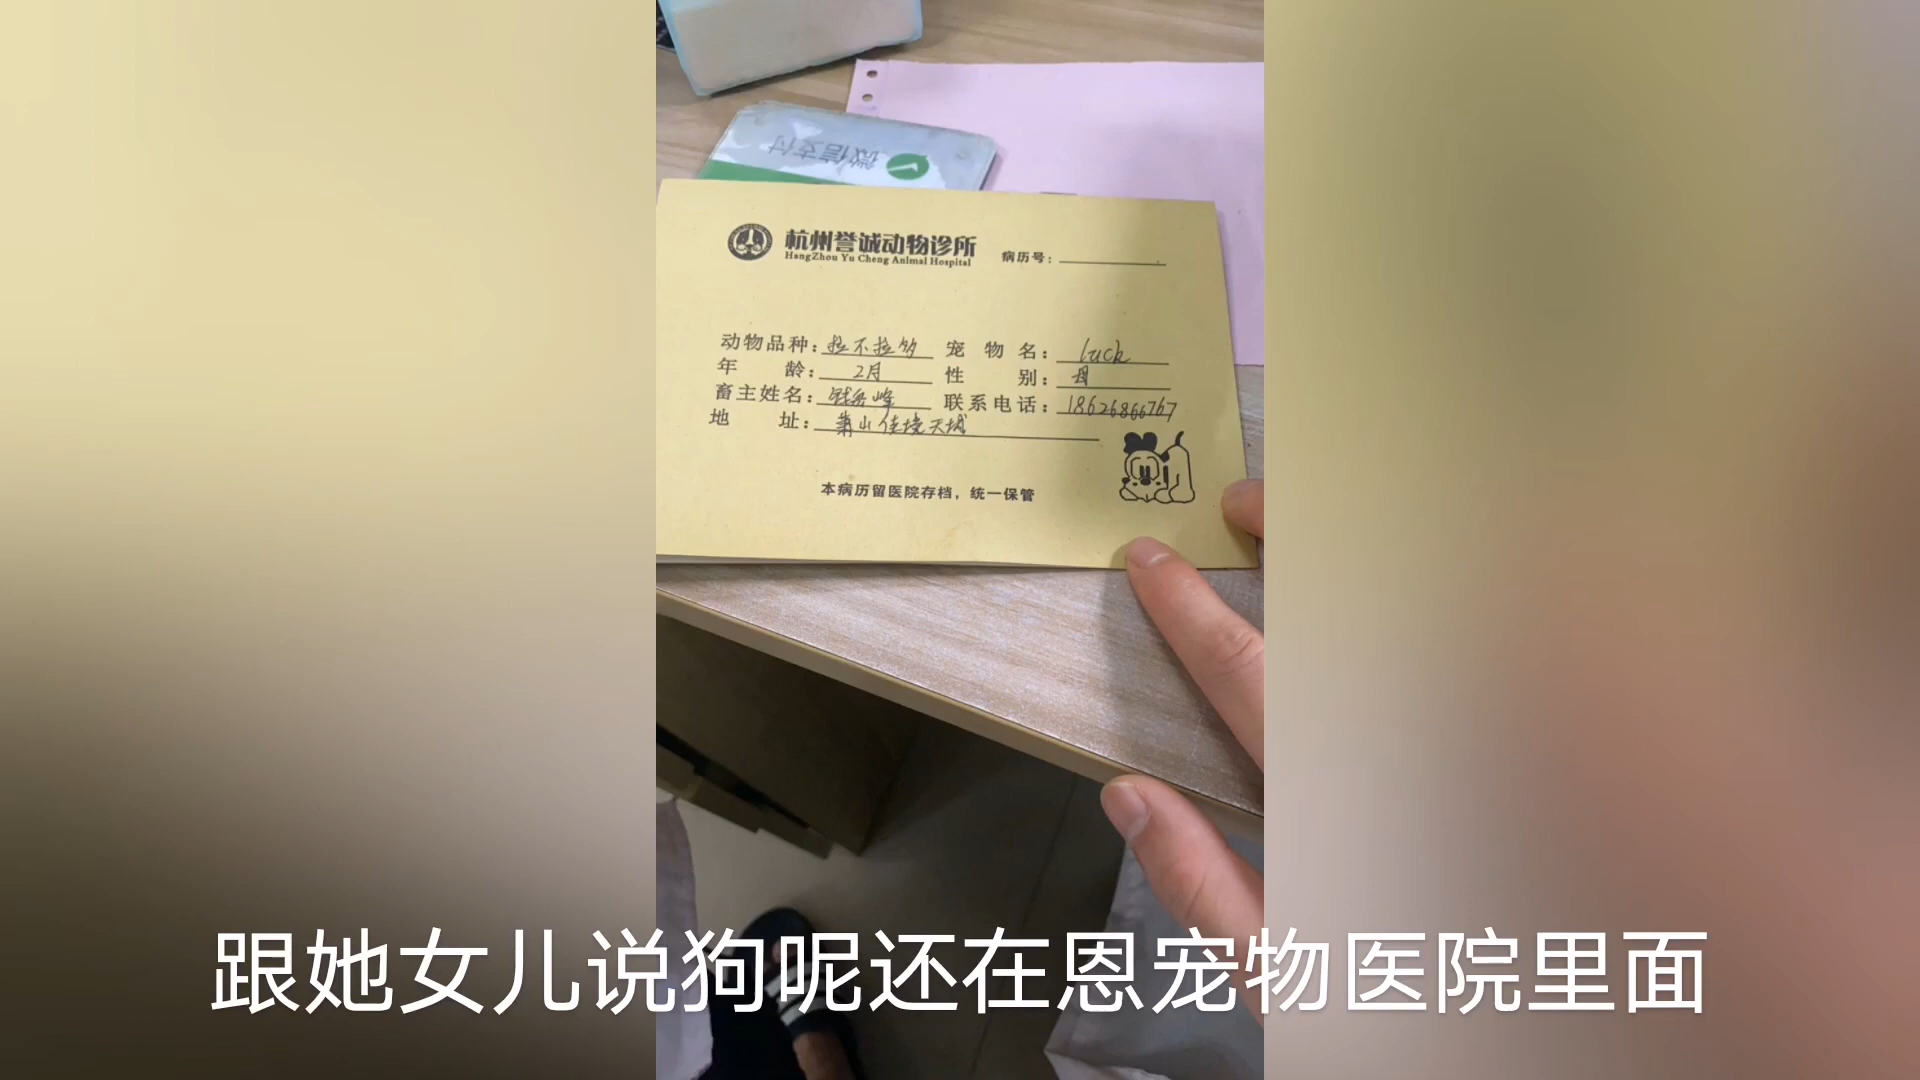 微信支付
杭州誉诚动物诊所
HangZhou Yu Cheng Animal Hospital
病历号：
动物品种：拉不拉多 宠物名：luck
年龄：2月 性别：母
畜主姓名： 联系电话：18626866767
地址：萧山佳境天城
本病历留医院存档，统一保管
跟她女儿说狗呢还在恩宠物医院里面